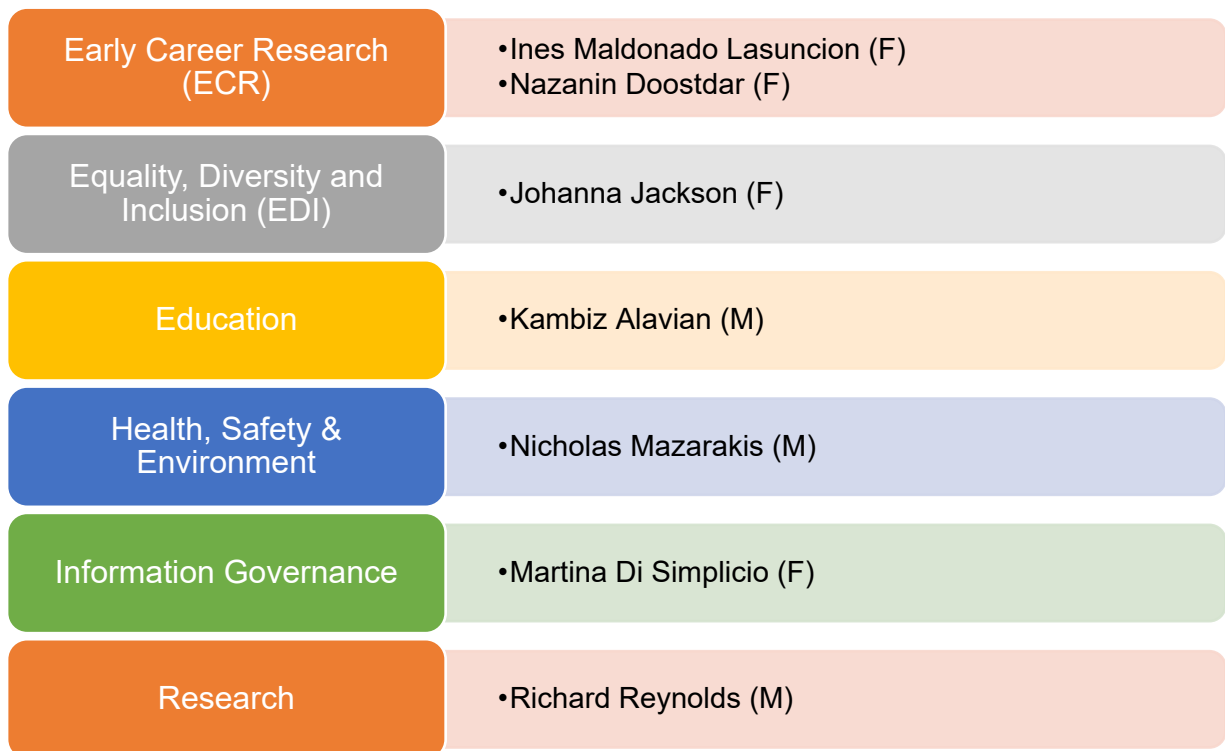 Early Career Research
(ECR)
•Ines Maldonado Lasuncion (F)
•Nazanin Doostdar (F)
Equality, Diversity and
Inclusion (EDI)
•Johanna Jackson (F)
Education
•Kambiz Alavian (M)
Health, Safety &
Environment
•Nicholas Mazarakis (M)
Information Governance
•Martina Di Simplicio (F)
Research
•Richard Reynolds (M)